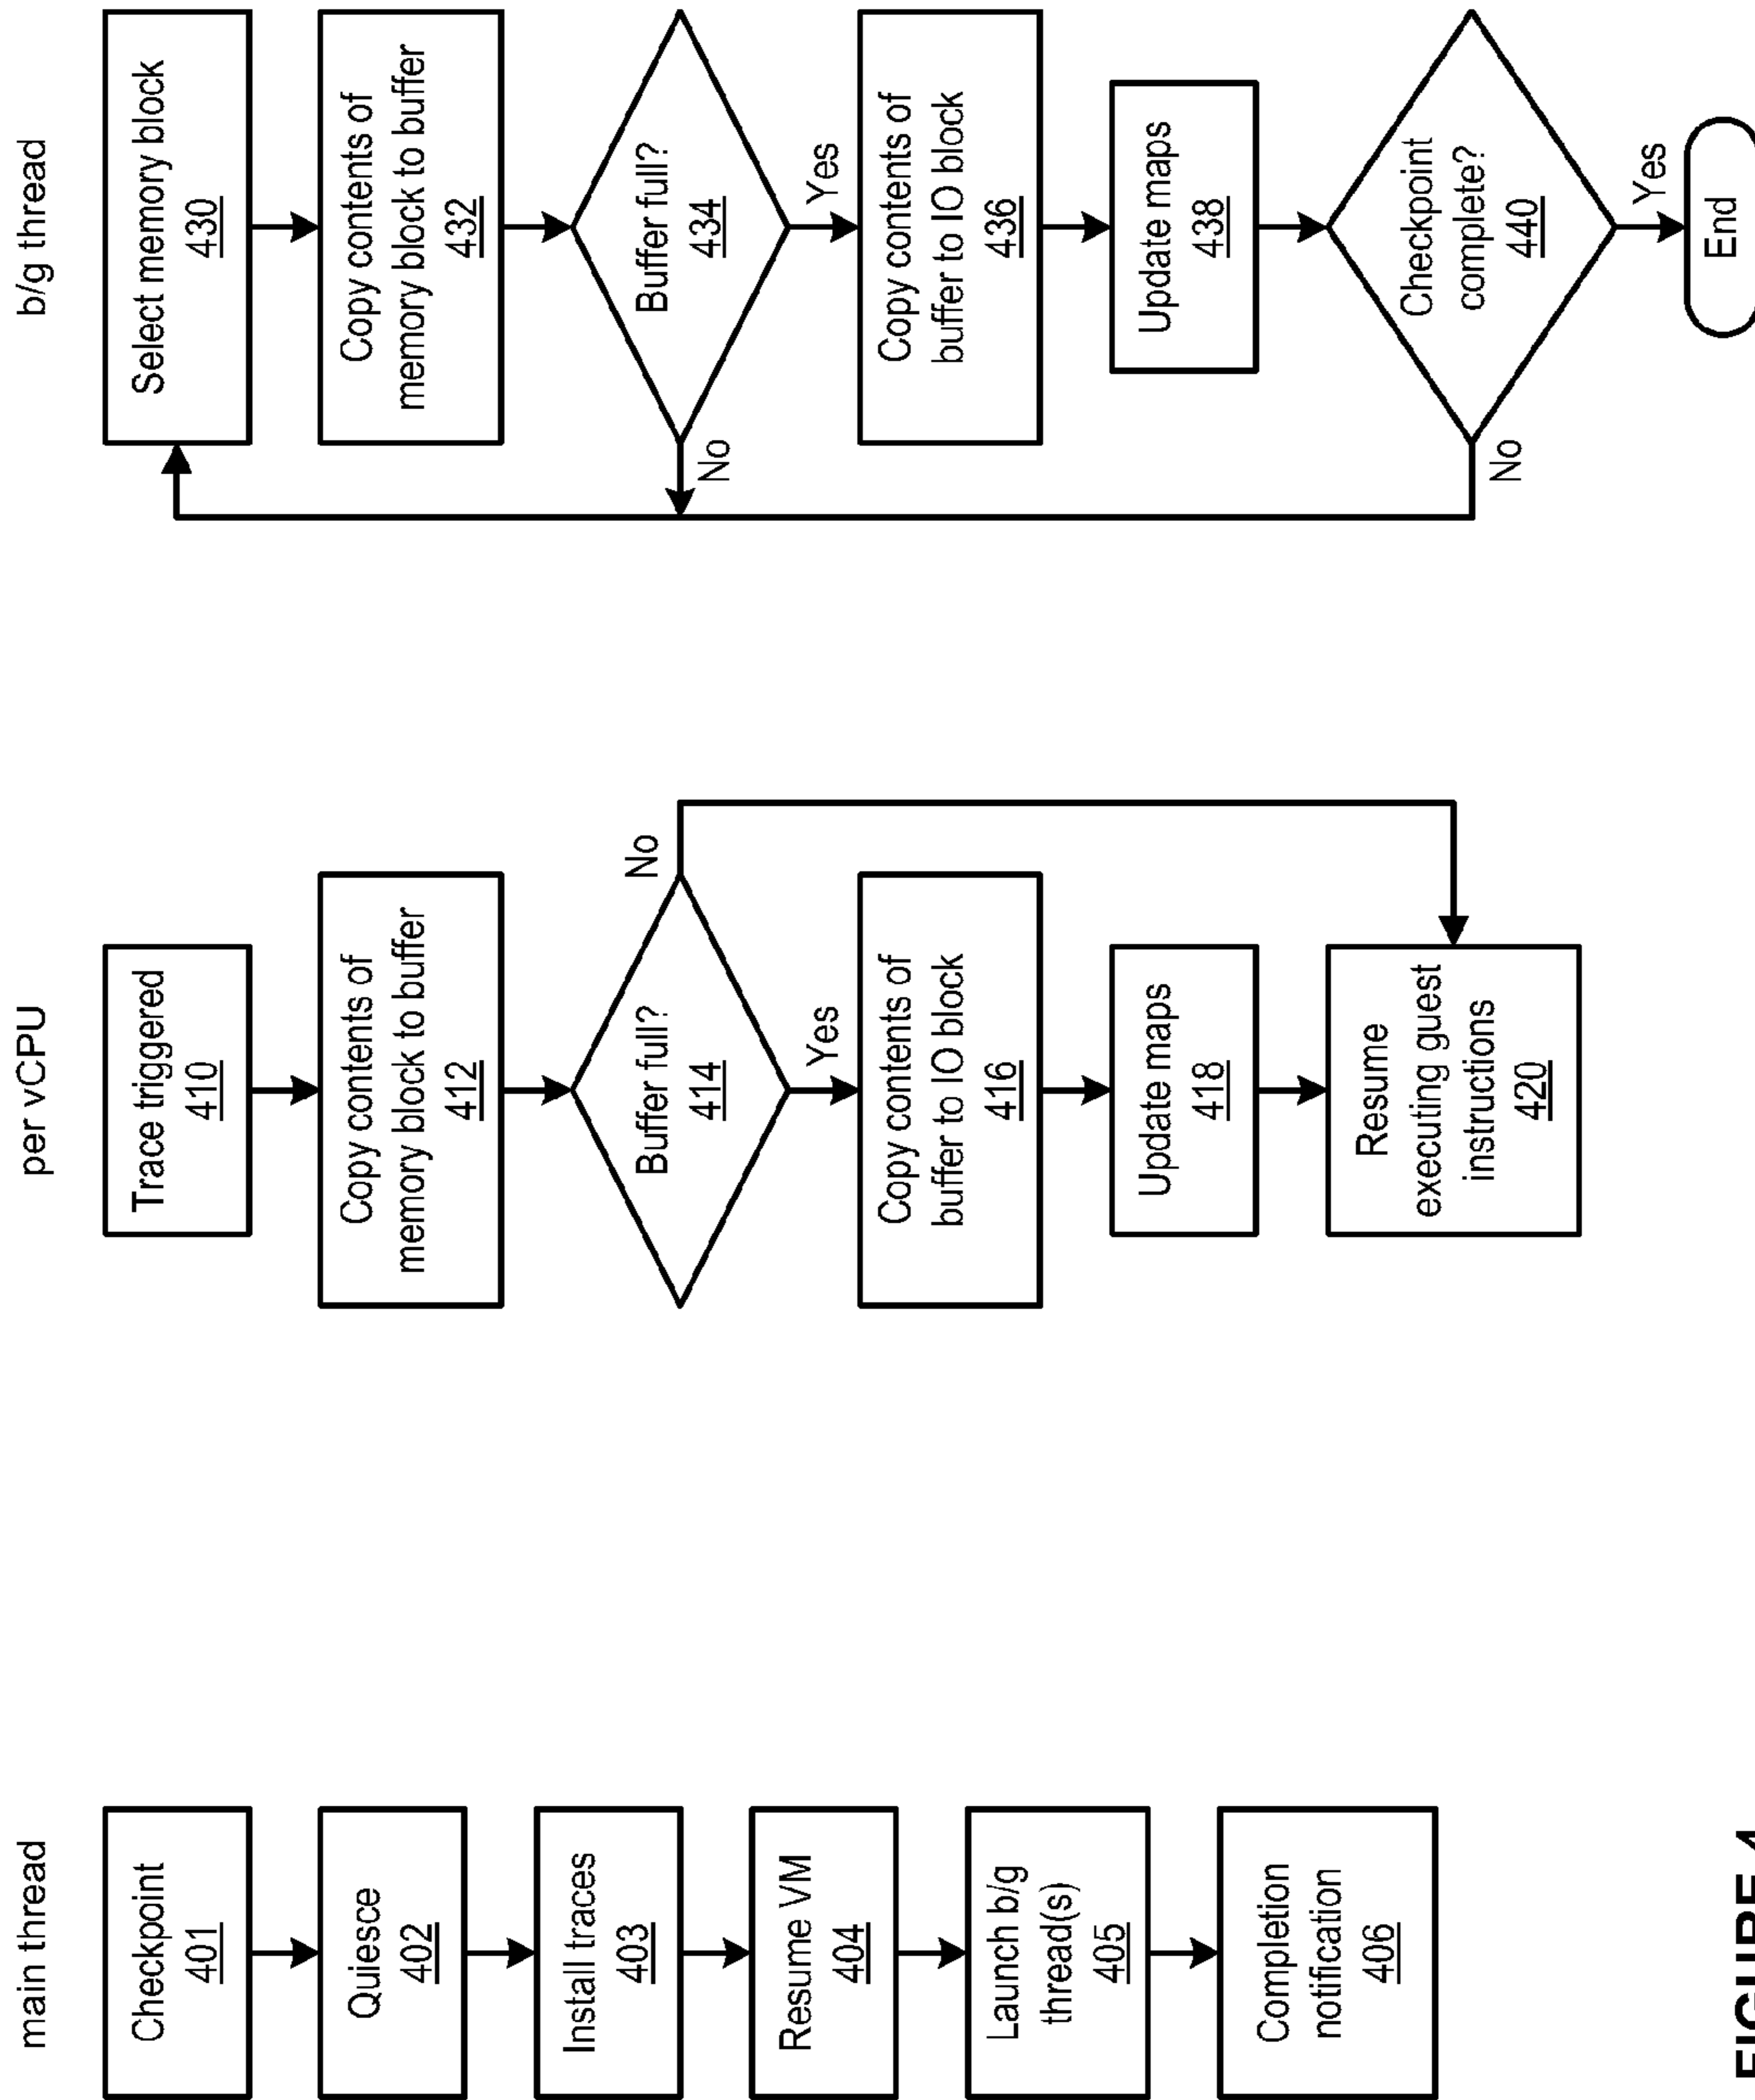 main thread
Checkpoint
401
Quiesce
402
Install traces
403
Resume VM
404
Launch b/g
thread(s)
405
Completion
notification
406
per vCPU
Trace triggered
410
Copy contents of
memory block to buffer
412
Buffer full?
414
No
Yes
Copy contents of
buffer to IO block
416
Update maps
418
Resume
executing guest
instructions
420
b/g thread
Select memory block
430
Copy contents of
memory block to buffer
432
Buffer full?
434
No
Yes
Copy contents of
buffer to IO block
436
Update maps
438
Checkpoint
complete?
440
No
Yes
End
FIGURE 4